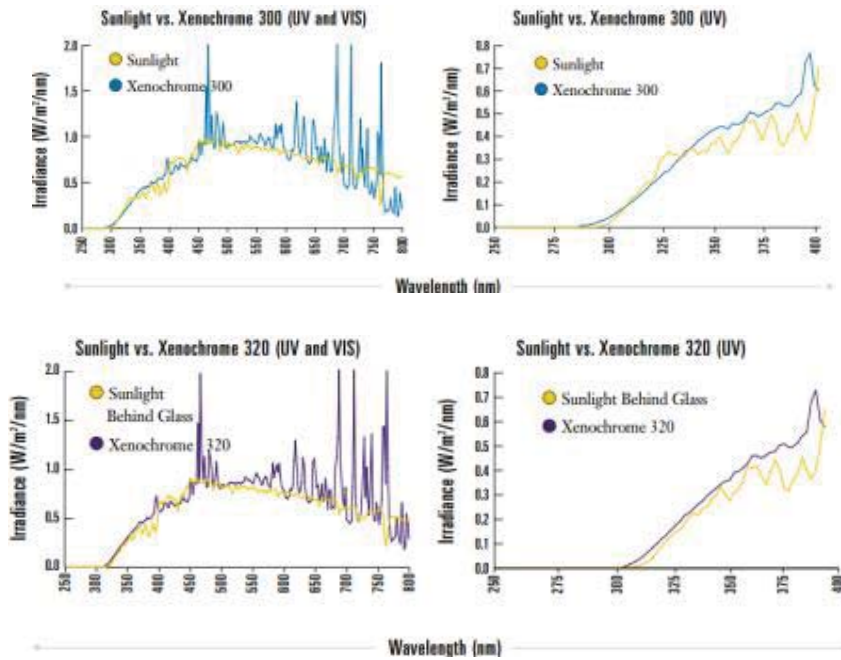 Sunlight vs. Xenochrome 300 (UV and VIS)
Irradiance (W/m²/nm)
2.0
1.5
1.0
0.5
0.0
Sunlight
Xenochrome 300
250 300 350 400 450 500 550 600 650 700 750 800
Sunlight vs. Xenochrome 300 (UV)
Irradiance (W/m²/nm)
0.8
0.7
0.6
0.5
0.4
0.3
0.2
0.1
0.0
Sunlight
Xenochrome 300
250 275 300 325 350 375 400
Wavelength (nm)
Sunlight vs. Xenochrome 320 (UV and VIS)
Irradiance (W/m²/nm)
2.0
1.5
1.0
0.5
0.0
Sunlight
Behind Glass
Xenochrome 320
250 300 350 400 450 500 550 600 650 700 750 800
Sunlight vs. Xenochrome 320 (UV)
Irradiance (W/m²/nm)
0.8
0.7
0.6
0.5
0.4
0.3
0.2
0.1
0.0
Sunlight Behind Glass
Xenochrome 320
250 300 325 350 375 400
Wavelength (nm)